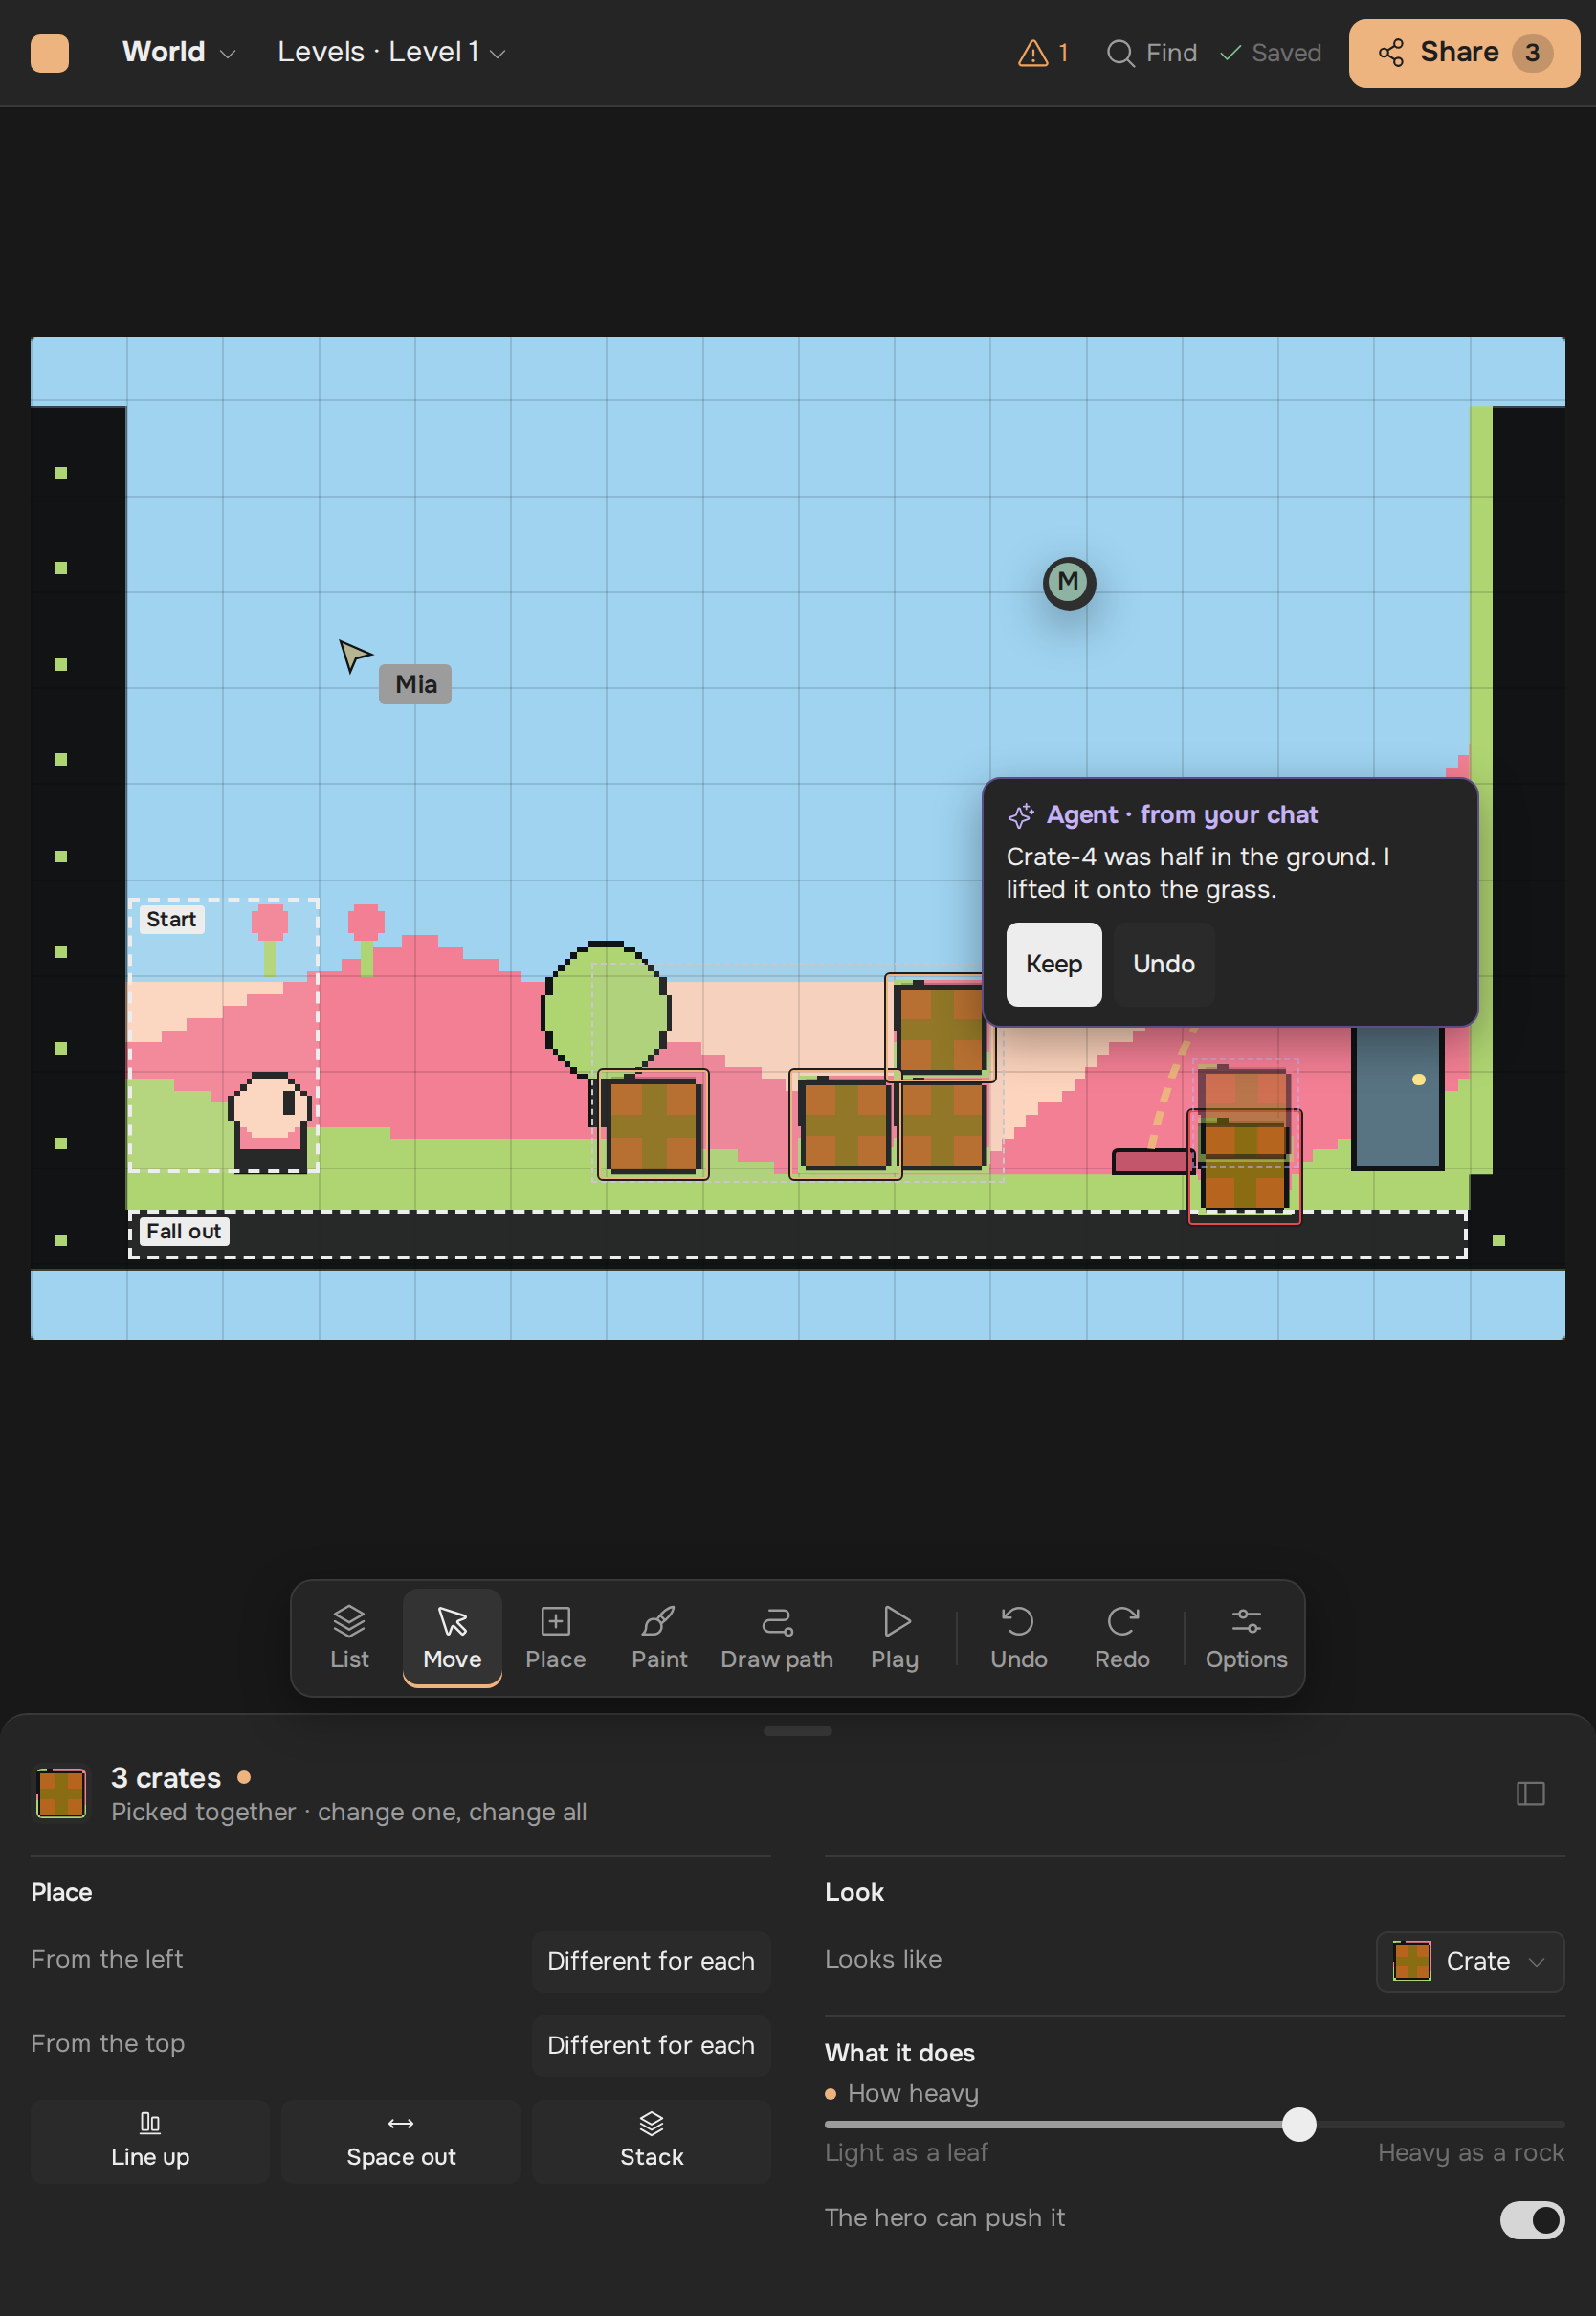 World
Levels · Level 1
1
Find
Saved
Share 3
M
Mia
Agent · from your chat
Crate-4 was half in the ground. I
lifted it onto the grass.
Keep
Undo
Start
Fall out
List
Move
Place
Paint
Draw path
Play
Undo
Redo
Options
3 crates
Picked together · change one, change all
Place
From the left
Different for each
From the top
Different for each
Line up
Space out
Stack
Look
Looks like
Crate
What it does
How heavy
Light as a leaf
Heavy as a rock
The hero can push it